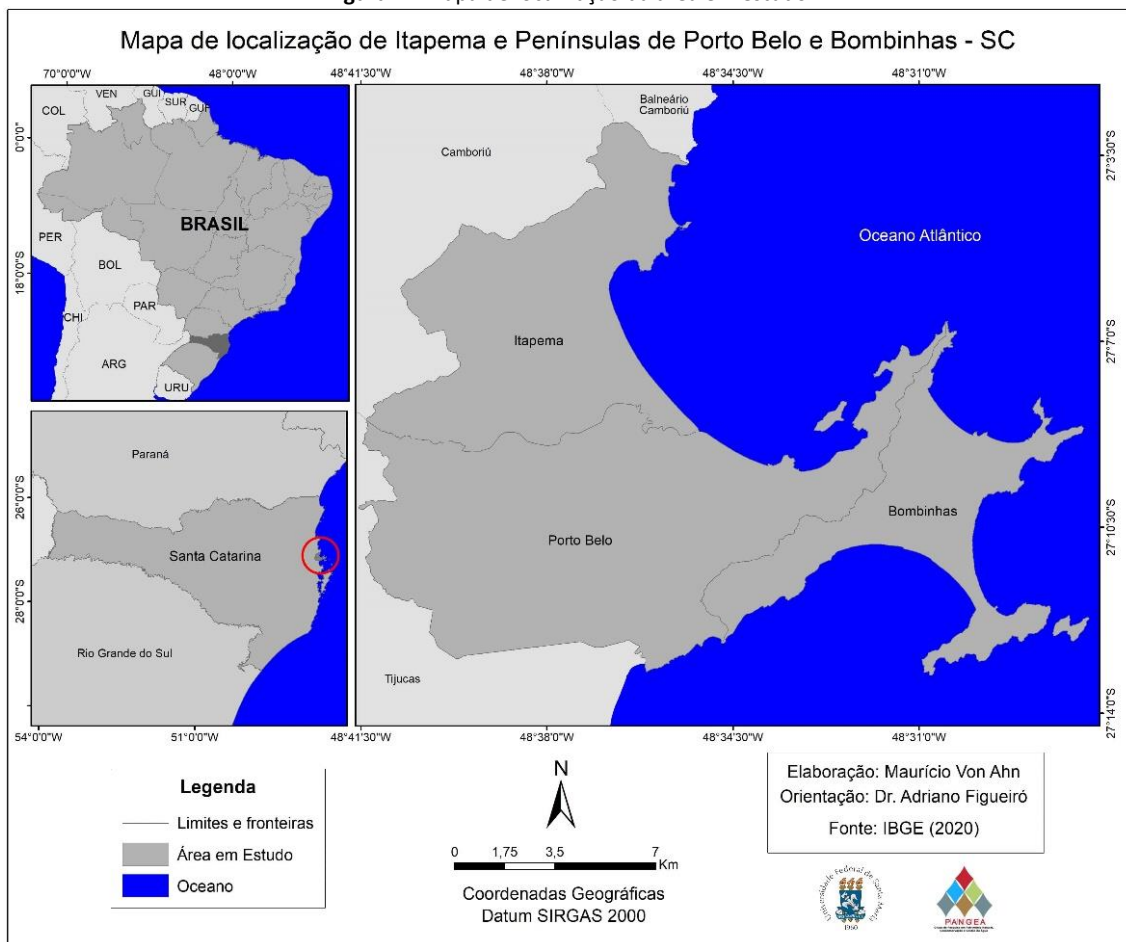 Mapa de localização de Itapema e Penínsulas de Porto Belo e Bombinhas - SC
70°0'0"W
48°0'0"W
48°41'30"W
48°38'0"W
48°34'30"W
48°31'0"W
VEN
GUI
SUR
COL
0°0'0"
BRASIL
PER
BOL
18°0'0"S
PAR
CHI
ARG
URU
Balneário
Camboriú
Camboriú
27°3'30"S
Oceano Atlântico
Itapema
27°7'0"S
Bombinhas
27°10'30"S
Porto Belo
Tijucas
27°14'0"S
Paraná
26°0'0"S
Santa Catarina
28°0'0"S
Rio Grande do Sul
54°0'0"W
51°0'0"W
48°41'30"W
48°38'0"W
48°34'30"W
48°31'0"W
Legenda
Limites e fronteiras
Área em Estudo
Oceano
N
0 1,75 3,5 7
Km
Coordenadas Geográficas
Datum SIRGAS 2000
Elaboração: Maurício Von Ahn
Orientação: Dr. Adriano Figueiró
Fonte: IBGE (2020)
Universidade Federal de Santa Maria
1960
PANGEA